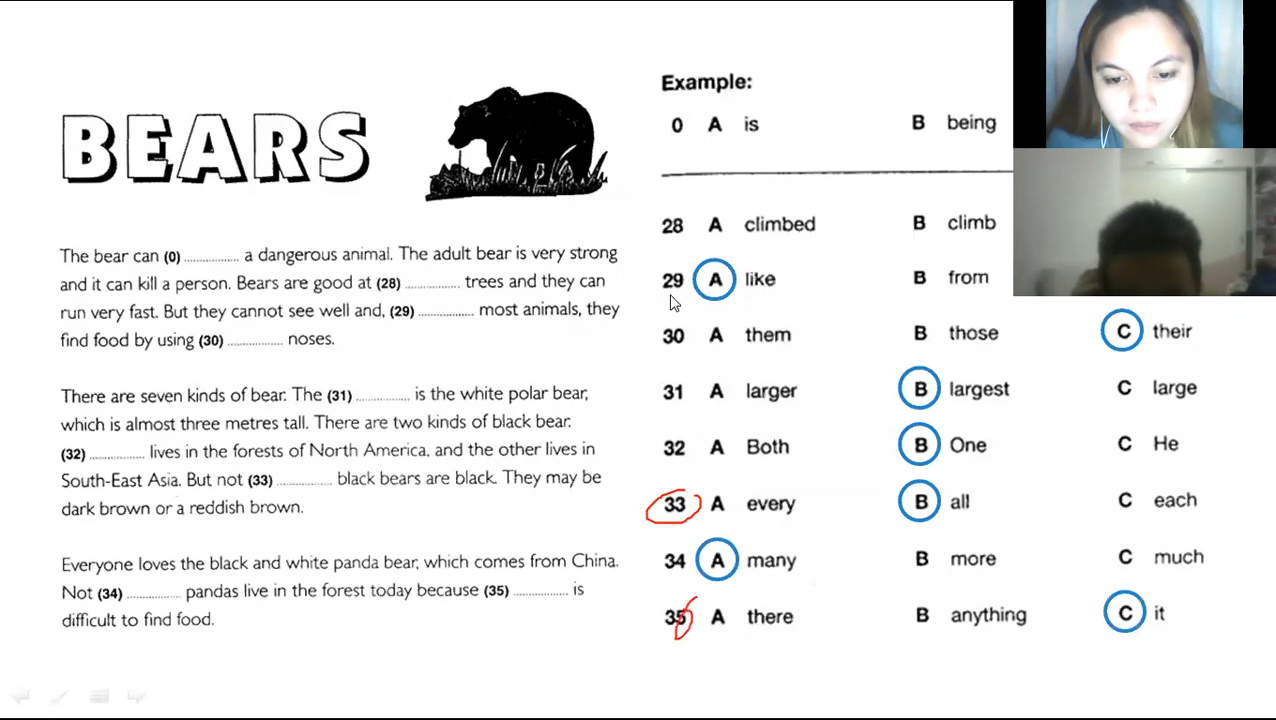 BEARS
The bear can (0) ............... a dangerous animal. The adult bear is very strong
and it can kill a person. Bears are good at (28) ............... trees and they can
run very fast. But they cannot see well and, (29) ............... most animals, they
find food by using (30) ............... noses.
There are seven kinds of bear. The (31) ............... is the white polar bear,
which is almost three metres tall. There are two kinds of black bear.
(32) ............... lives in the forests of North America, and the other lives in
South-East Asia. But not (33) ............... black bears are black. They may be
dark brown or a reddish brown.
Everyone loves the black and white panda bear, which comes from China.
Not (34) ............... pandas live in the forest today because (35) ............... is
difficult to find food.
Example:
0 A is B being
28 A climbed B climb
29 A like B from
30 A them B those C their
31 A larger B largest C large
32 A Both B One C He
33 A every B all C each
34 A many B more C much
35 A there B anything C it